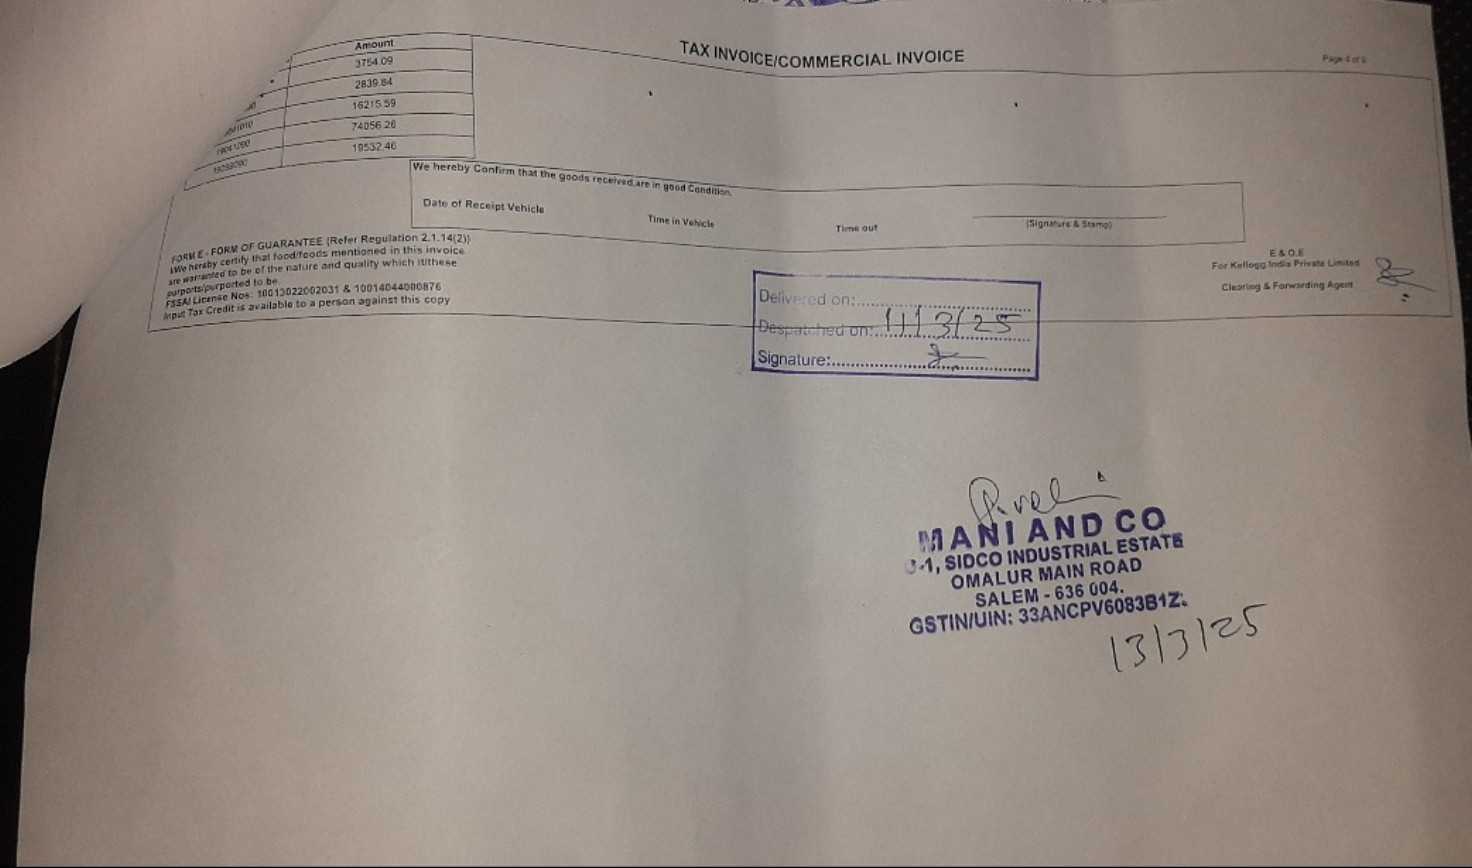 TAX INVOICE/COMMERCIAL INVOICE
Amount
3754.09
2839.84
16215.59
74056.26
19041290 19532.46
19059090
We hereby Confirm that the goods received,are in good Condition.
Date of Receipt Vehicle Time in Vehicle Time out (Signature & Stamp)
FORM E - FORM OF GUARANTEE (Refer Regulation 2.1.14(2))
I/We hereby certify that food/foods mentioned in this invoice
are warranted to be of the nature and quality which it/these
purports/purported to be.
FSSAI License Nos: 10013022002031 & 10014044000876
Input Tax Credit is available to a person against this copy
E & O.E
For Kellogg India Private Limited
Clearing & Forwarding Agent
Delivered on:
Despatched on: 11/3/25
Signature:
MANI AND CO
-1, SIDCO INDUSTRIAL ESTATE
OMALUR MAIN ROAD
SALEM - 636 004.
GSTIN/UIN: 33ANCPV6083B1Z
13/3/25